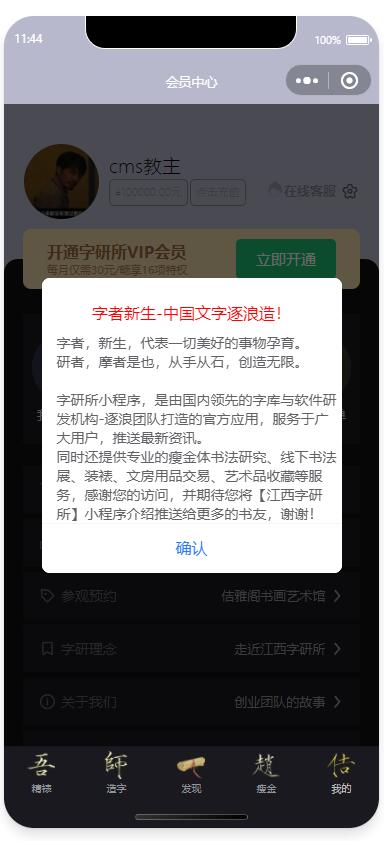 11:44
100%
会员中心
cms教主
¥100000.00元
点击充值
在线客服
开通字研所VIP会员
每月仅需30元/畅享16项特权
立即开通
字者新生-中国文字逐浪造！
字者，新生，代表一切美好的事物孕育。
研者，摩者是也，从手从石，创造无限。
字研所小程序，是由国内领先的字库与软件研
发机构-逐浪团队打造的官方应用，服务于广
大用户，推送最新资讯。
同时还提供专业的瘦金体书法研究、线下书法
展、装裱、文房用品交易、艺术品收藏等服
务，感谢您的访问，并期待您将【江西字研
所】小程序介绍推送给更多的书友，谢谢！
确认
参观预约
佶雅阁书画艺术馆
字研理念
走近江西字研所
关于我们
创业团队的故事
吾 師 趙 佶
精裱 造字 发现 瘦金 我的